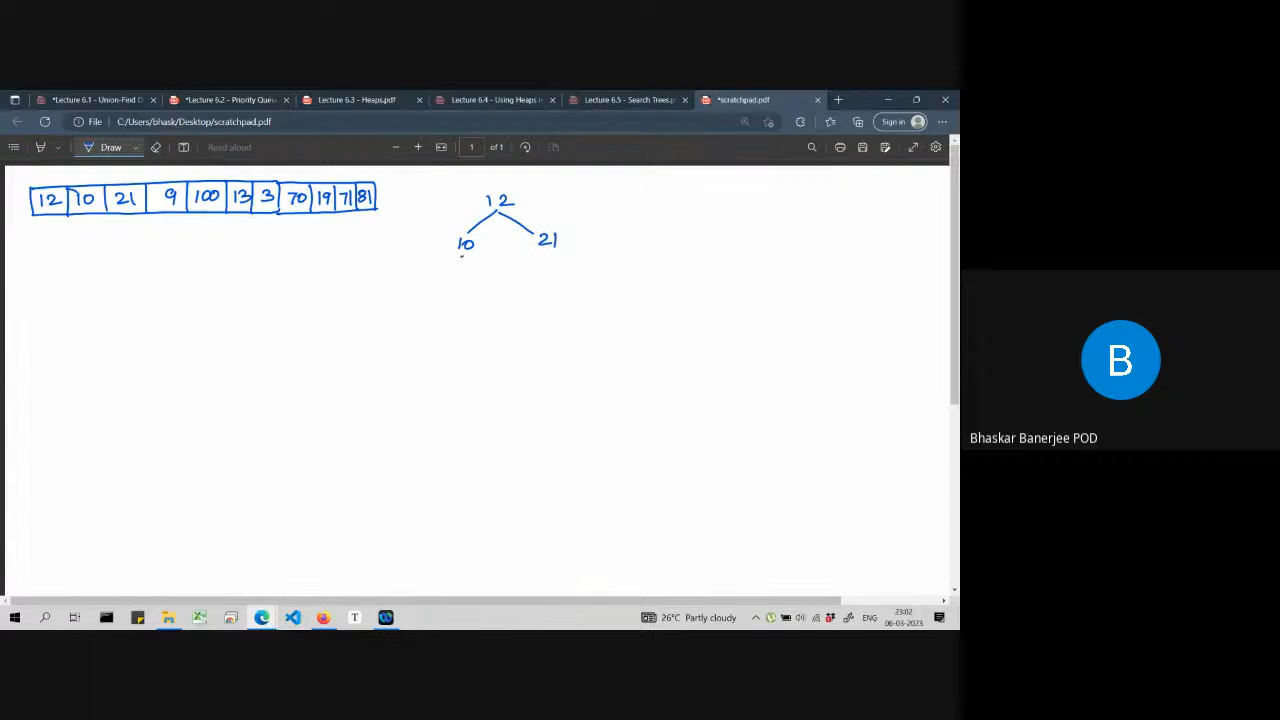 *Lecture 6.1 - Union-Find D
*Lecture 6.2 - Priority Queu
Lecture 6.3 - Heaps.pdf
Lecture 6.4 - Using Heaps i
Lecture 6.5 - Search Trees.p
*scratchpad.pdf
File C:/Users/bhask/Desktop/scratchpad.pdf
Sign in
Draw
Read aloud
1 of 1
12 10 21 9 100 13 3 70 19 71 81
12
10 21
B
Bhaskar Banerjee POD
26°C Partly cloudy ENG 23:02
06-03-2023